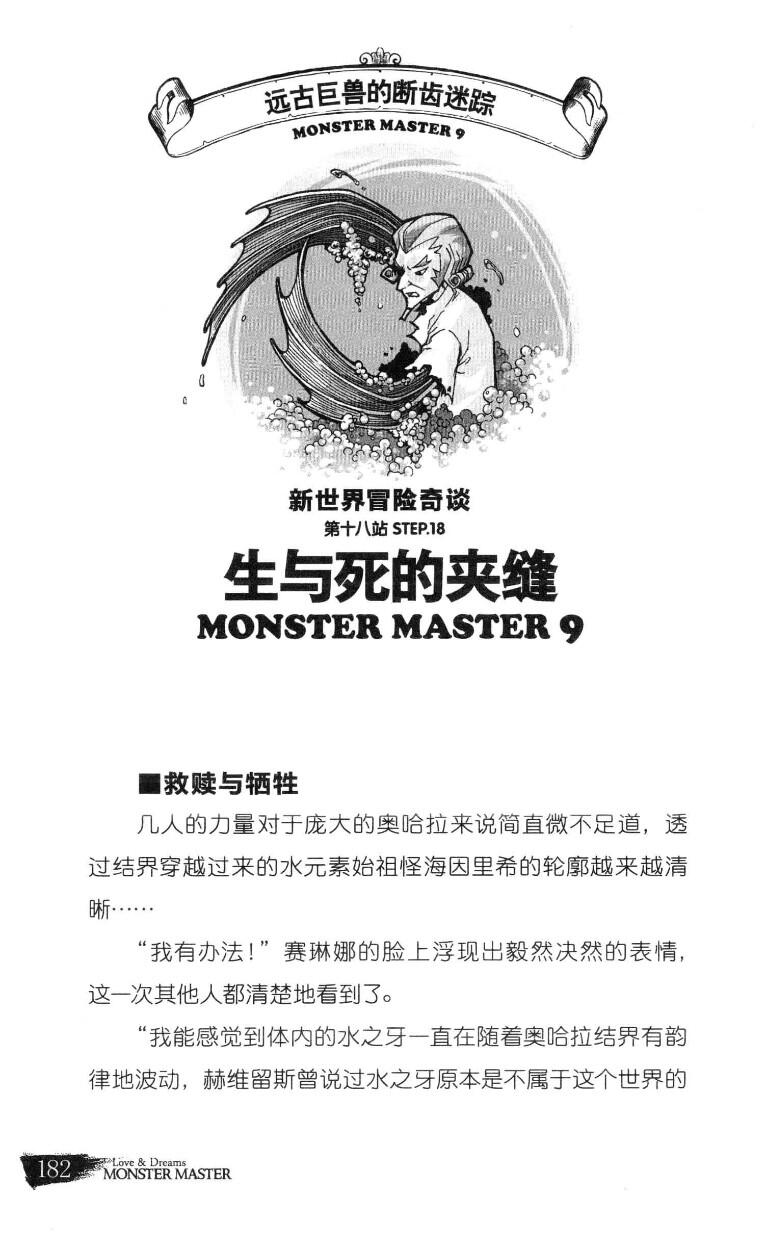 远古巨兽的断齿迷踪
MONSTER MASTER 9
新世界冒险奇谈
第十八站 STEP.18
生与死的夹缝
MONSTER MASTER 9
■救赎与牺牲
几人的力量对于庞大的奥哈拉来说简直微不足道，透
过结界穿越过来的水元素始祖怪海因里希的轮廓越来越清
晰……
“我有办法！”赛琳娜的脸上浮现出毅然决然的表情，
这一次其他人都清楚地看到了。
“我能感觉到体内的水之牙一直在随着奥哈拉结界有韵
律地波动，赫维留斯曾说过水之牙原本是不属于这个世界的
182
Love & Dreams
MONSTER MASTER